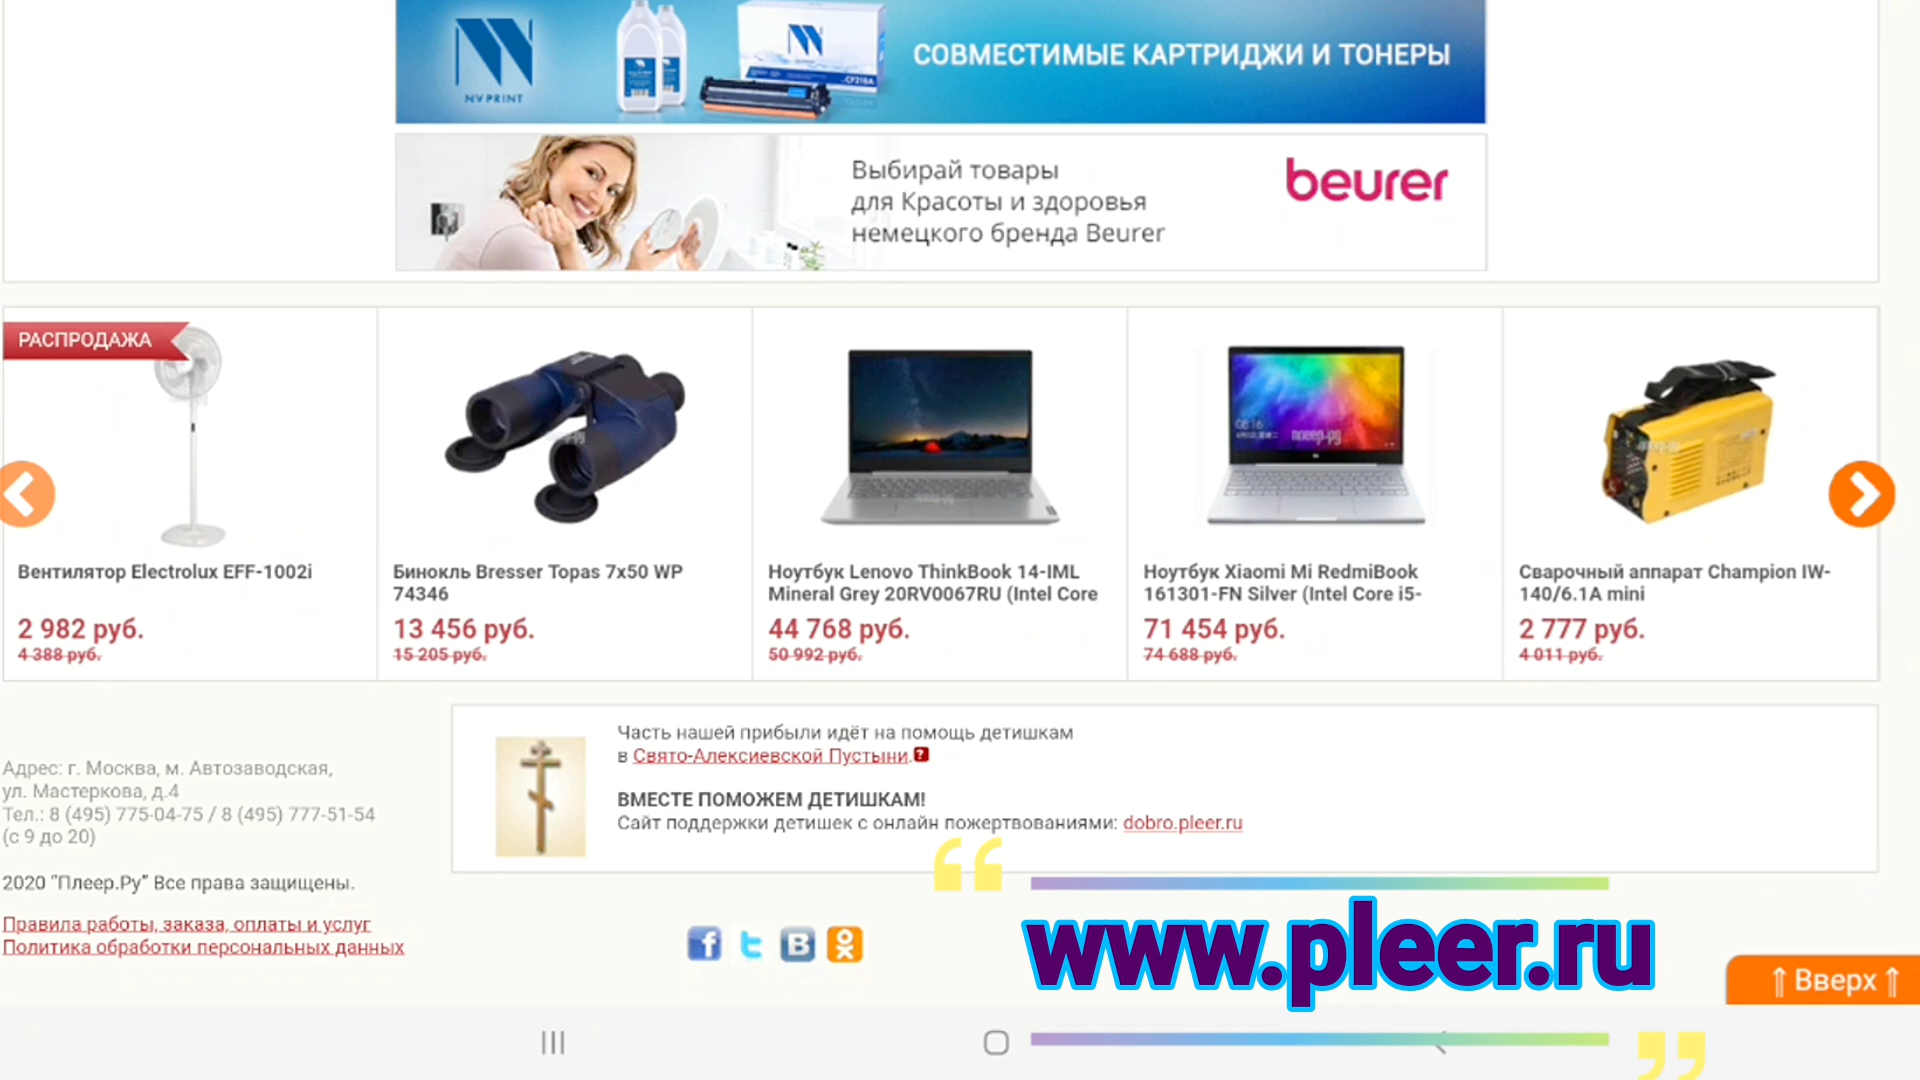 NV PRINT
CF218A
СОВМЕСТИМЫЕ КАРТРИДЖИ И ТОНЕРЫ
Выбирай товары
для Красоты и здоровья
немецкого бренда Beurer
beurer
РАСПРОДАЖА
Вентилятор Electrolux EFF-1002i
2 982 руб.
4 388 руб.
Бинокль Bresser Topas 7x50 WP
74346
13 456 руб.
15 205 руб.
Ноутбук Lenovo ThinkBook 14-IML
Mineral Grey 20RV0067RU (Intel Core
44 768 руб.
50 992 руб.
08:16
плеер.ру
Ноутбук Xiaomi Mi RedmiBook
161301-FN Silver (Intel Core i5-
71 454 руб.
74 688 руб.
Сварочный аппарат Champion IW-
140/6.1А mini
2 777 руб.
4 011 руб.
Адрес: г. Москва, м. Автозаводская,
ул. Мастеркова, д.4
Тел.: 8 (495) 775-04-75 / 8 (495) 777-51-54
(с 9 до 20)
2020 “Плеер.Ру” Все права защищены.
Правила работы, заказа, оплаты и услуг
Политика обработки персональных данных
Часть нашей прибыли идёт на помощь детишкам
в Свято-Алексиевской Пустыни.?
ВМЕСТЕ ПОМОЖЕМ ДЕТИШКАМ!
Сайт поддержки детишек с онлайн пожертвованиями: dobro.pleer.ru
“
www.pleer.ru
”
⇑ Вверх ⇑